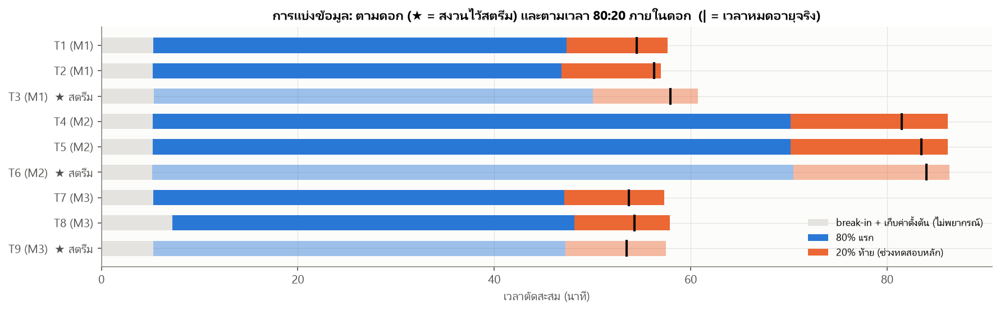 การแบ่งข้อมูล: ตามดอก (★ = สงวนไว้สตรีม) และตามเวลา 80:20 ภายในดอก  (| = เวลาหมดอายุจริง)
T1 (M1)
T2 (M1)
T3 (M1) ★ สตรีม
T4 (M2)
T5 (M2)
T6 (M2) ★ สตรีม
T7 (M3)
T8 (M3)
T9 (M3) ★ สตรีม
break-in + เก็บค่าตั้งต้น (ไม่พยากรณ์)
80% แรก
20% ท้าย (ช่วงทดสอบหลัก)
0 20 40 60 80
เวลาตัดสะสม (นาที)